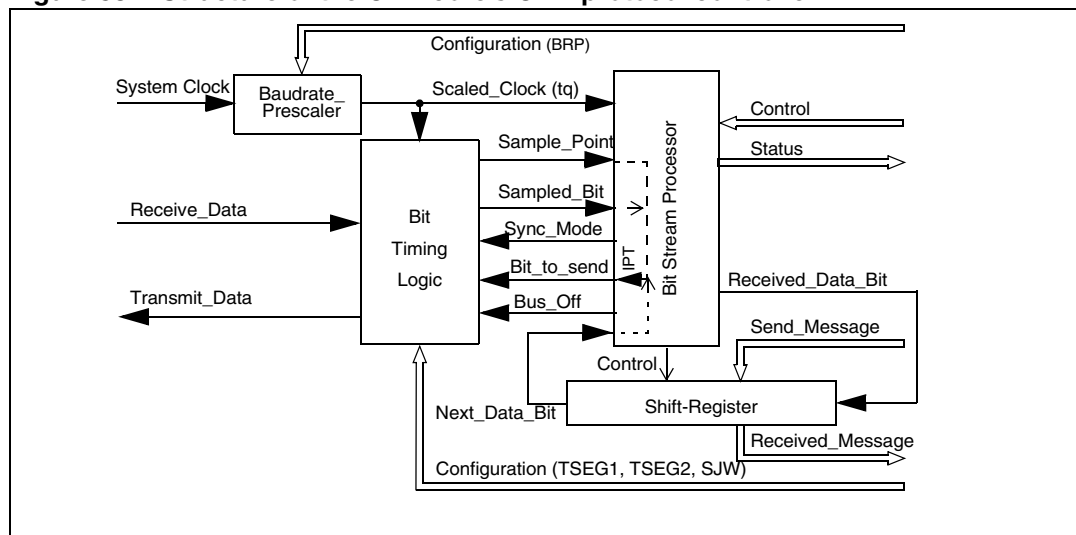 Configuration (BRP)
System Clock
Baudrate_
Prescaler
Scaled_Clock (tq)
Control
Sample_Point
Status
Sampled_Bit
Receive_Data
Bit
Timing
Logic
Sync_Mode
Bit_to_send
IPT
Bit Stream Processor
Received_Data_Bit
Transmit_Data
Bus_Off
Send_Message
Control
Shift-Register
Next_Data_Bit
Received_Message
Configuration (TSEG1, TSEG2, SJW)